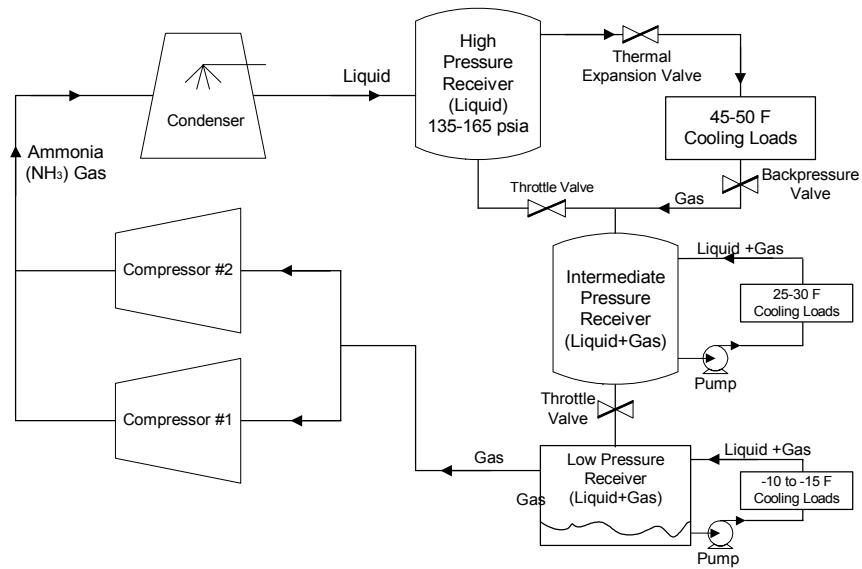 High
Pressure
Receiver
(Liquid)
135-165 psia
Thermal
Expansion Valve
Liquid
Condenser
45-50 F
Cooling Loads
Ammonia
(NH3) Gas
Throttle Valve
Gas
Backpressure
Valve
Compressor #2
Liquid +Gas
Intermediate
Pressure
Receiver
(Liquid+Gas)
25-30 F
Cooling Loads
Pump
Compressor #1
Throttle
Valve
Gas
Low Pressure
Receiver
(Liquid+Gas)
Gas
Liquid +Gas
-10 to -15 F
Cooling Loads
Pump